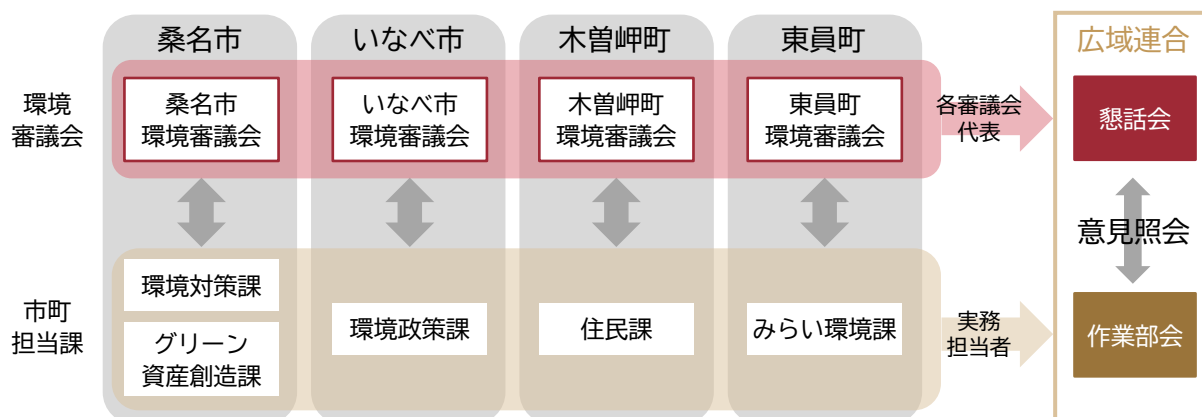 桑名市
いなべ市
木曽岬町
東員町
広域連合
環境
審議会
桑名市
環境審議会
いなべ市
環境審議会
木曽岬町
環境審議会
東員町
環境審議会
各審議会
代表
懇話会
意見照会
市町
担当課
環境対策課
グリーン
資産創造課
環境政策課
住民課
みらい環境課
実務
担当者
作業部会